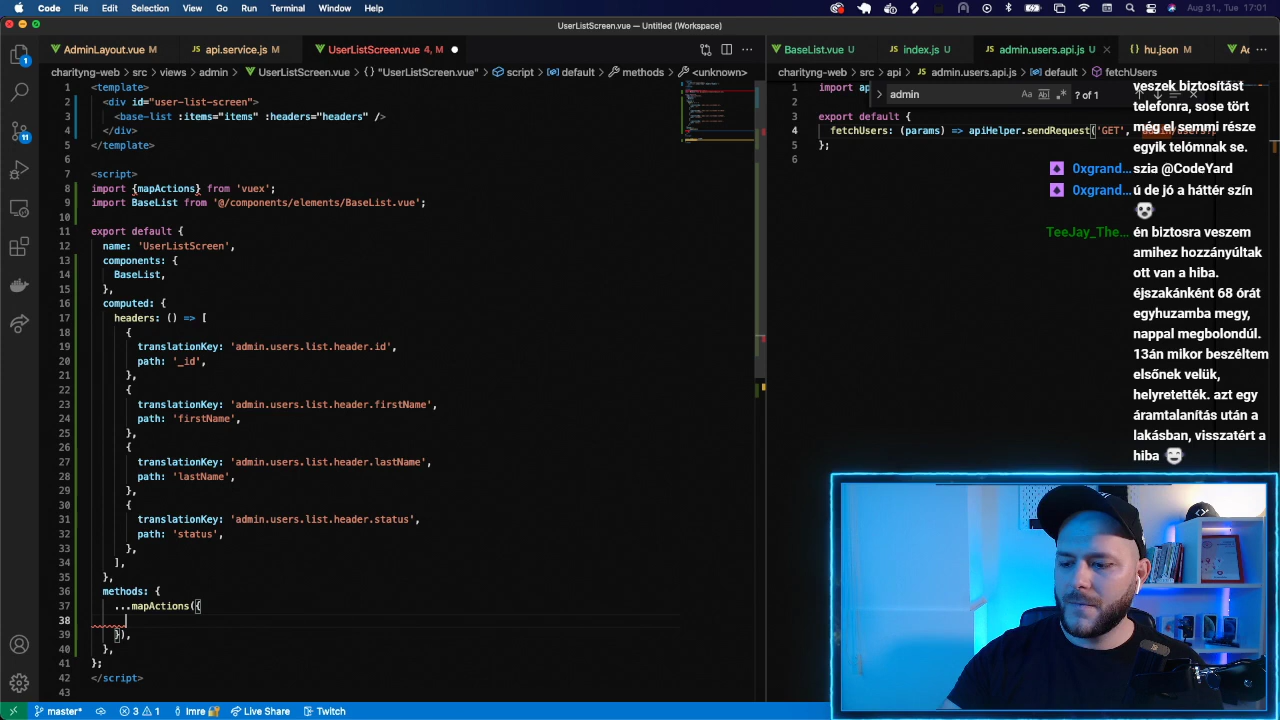 Code File Edit Selection View Go Run Terminal Window Help
Aug 31., Tue 17:01
UserListScreen.vue — Untitled (Workspace)
AdminLayout.vue M
api.service.js M
UserListScreen.vue 4, M
BaseList.vue U
index.js U
admin.users.api.js U
hu.json M
charityng-web > src > views > admin > UserListScreen.vue > {} "UserListScreen.vue" > script > default > methods > <unknown>
charityng-web > src > api > admin.users.api.js > default > fetchUsers
1 <template>
2 <div id="user-list-screen">
3 <base-list :items="items" :headers="headers" />
4 </div>
5 </template>
6
7 <script>
8 import {mapActions} from 'vuex';
9 import BaseList from '@/components/elements/BaseList.vue';
10
11 export default {
12 name: 'UserListScreen',
13 components: {
14 BaseList,
15 },
16 computed: {
17 headers: () => [
18 {
19 translationKey: 'admin.users.list.header.id',
20 path: '_id',
21 },
22 {
23 translationKey: 'admin.users.list.header.firstName',
24 path: 'firstName',
25 },
26 {
27 translationKey: 'admin.users.list.header.lastName',
28 path: 'lastName',
29 },
30 {
31 translationKey: 'admin.users.list.header.status',
32 path: 'status',
33 },
34 ],
35 },
36 methods: {
37 ...mapActions({
38
39 }),
40 },
41 };
42 </script>
43
1 import ap
2
3 export default {
4 fetchUsers: (params) => apiHelper.sendRequest('GET',
5 };
6
admin
Aa
? of 1
veszek biztosítást
telefonra, sose tört
még el semmi része
egyik telómnak se.
0xgrand... szia @CodeYard
0xgrand... ú de jó a háttér szín
TeeJay_The... én biztosra veszem
amihez hozzányúltak
ott van a hiba.
éjszakánként 68 órát
egyhuzamba megy,
nappal megbolondúl.
13án mikor beszéltem
elsőnek velük,
helyretették. azt egy
áramtalanítás után a
lakásban, visszatért a
hiba
master*
3
1
Imre
Live Share
Twitch